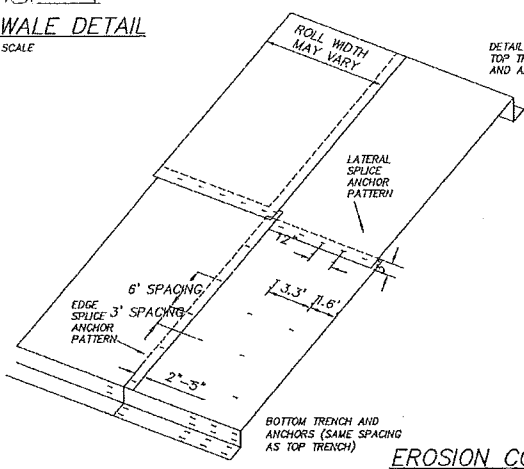 WALE DETAIL
SCALE
ROLL WIDTH
MAY VARY
DETAIL
TOP TR
AND A
LATERAL
SPLICE
ANCHOR
PATTERN
12"
3.3'
1.6'
6' SPACING
3' SPACING
EDGE
SPLICE
ANCHOR
PATTERN
2"-5"
BOTTOM TRENCH AND
ANCHORS (SAME SPACING
AS TOP TRENCH)
EROSION CO